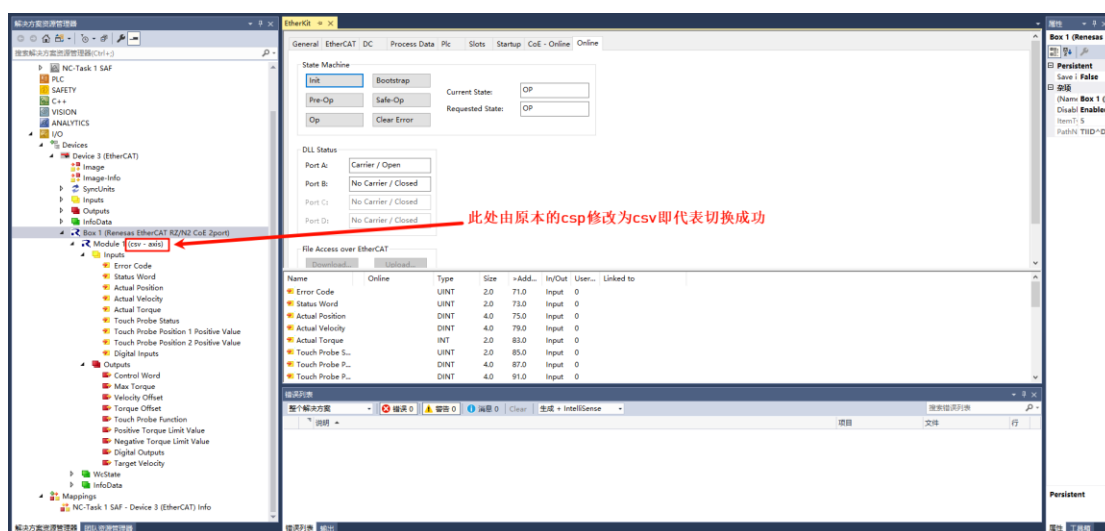 解决方案资源管理器
搜索解决方案资源管理器(Ctrl+;)
NC-Task 1 SAF
PLC
SAFETY
C++
VISION
ANALYTICS
I/O
Devices
Device 3 (EtherCAT)
Image
Image-Info
SyncUnits
Inputs
Outputs
InfoData
Box 1 (Renesas EtherCAT RZ/N2 CoE 2port)
Module 1 (csv - axis)
Inputs
Error Code
Status Word
Actual Position
Actual Velocity
Actual Torque
Touch Probe Status
Touch Probe Position 1 Positive Value
Touch Probe Position 2 Positive Value
Digital Inputs
Outputs
Control Word
Max Torque
Velocity Offset
Torque Offset
Touch Probe Function
Positive Torque Limit Value
Negative Torque Limit Value
Digital Outputs
Target Velocity
WcState
InfoData
Mappings
NC-Task 1 SAF - Device 3 (EtherCAT) Info
解决方案资源管理器 团队资源管理器
EtherKit
General EtherCAT DC Process Data Plc Slots Startup CoE - Online Online
State Machine
Init Bootstrap
Pre-Op Safe-Op
Op Clear Error
Current State: OP
Requested State: OP
DLL Status
Port A: Carrier / Open
Port B: No Carrier / Closed
Port C: No Carrier / Closed
Port D: No Carrier / Closed
此处由原本的csp修改为csv即代表切换成功
File Access over EtherCAT
Download... Upload...
Name Online Type Size >Add... In/Out User... Linked to
Error Code UINT 2.0 71.0 Input 0
Status Word UINT 2.0 73.0 Input 0
Actual Position DINT 4.0 75.0 Input 0
Actual Velocity DINT 4.0 79.0 Input 0
Actual Torque INT 2.0 83.0 Input 0
Touch Probe S... UINT 2.0 85.0 Input 0
Touch Probe P... DINT 4.0 87.0 Input 0
Touch Probe P... DINT 4.0 91.0 Input 0
错误列表
整个解决方案 错误 0 警告 0 消息 0 Clear 生成 + IntelliSense 搜索错误列表
说明 项目 文件 行
错误列表 输出
属性
Box 1 (Renesas
Persistent
Save i False
杂项
(Name Box 1 (
Disabl Enable
ItemT: 5
PathN TIID^D
Persistent
属性 工具箱